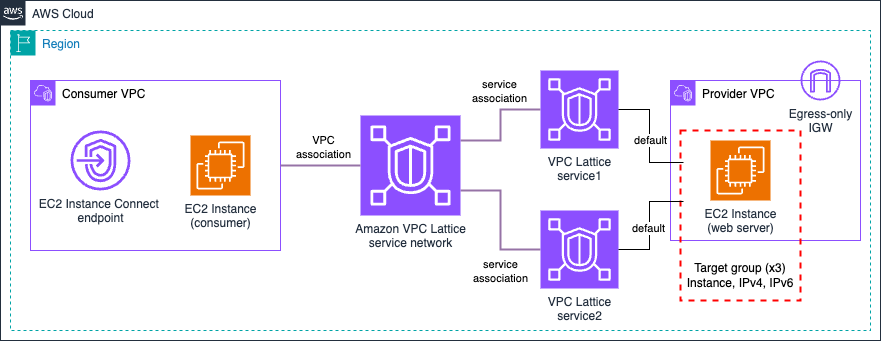 aws
AWS Cloud
Region
Consumer VPC
EC2 Instance Connect
endpoint
EC2 Instance
(consumer)
VPC
association
Amazon VPC Lattice
service network
service
association
service
association
VPC Lattice
service1
VPC Lattice
service2
default
default
Provider VPC
Egress-only
IGW
EC2 Instance
(web server)
Target group (x3)
Instance, IPv4, IPv6